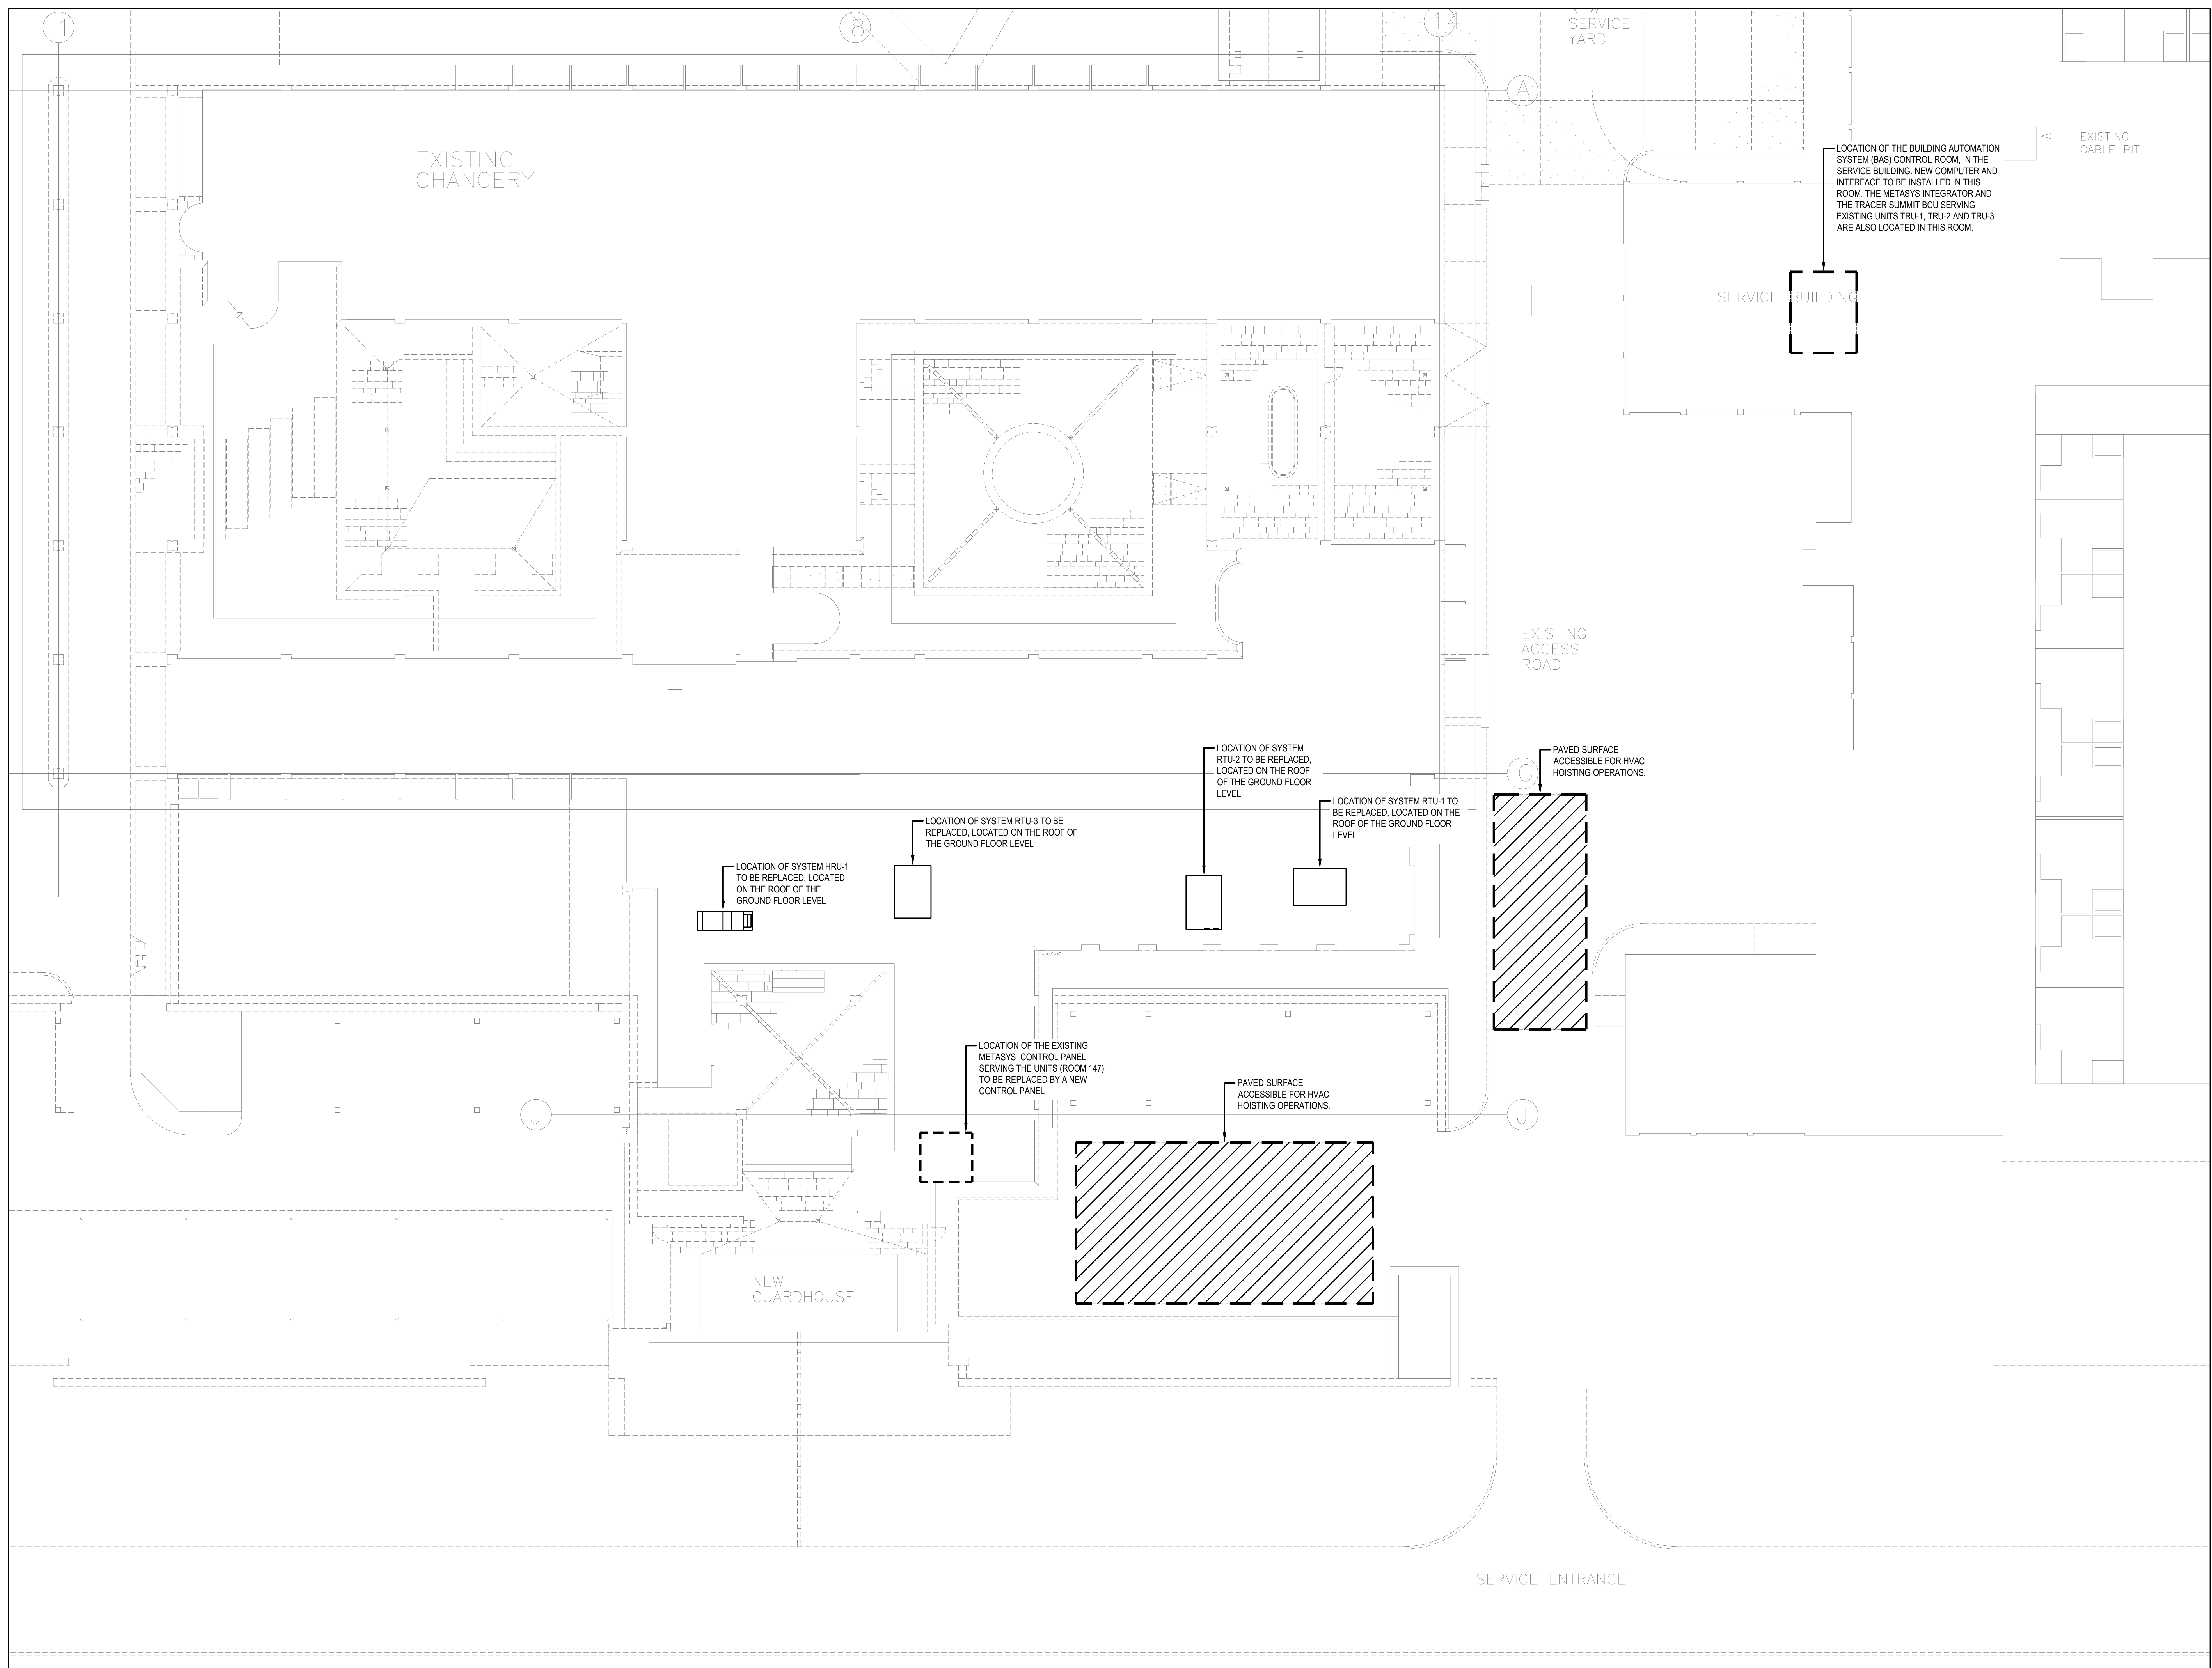 1
8
14
NEW
SERVICE
YARD
A
EXISTING
CHANCERY
EXISTING
CABLE PIT
LOCATION OF THE BUILDING AUTOMATION
SYSTEM (BAS) CONTROL ROOM, IN THE
SERVICE BUILDING. NEW COMPUTER AND
INTERFACE TO BE INSTALLED IN THIS
ROOM. THE METASYS INTEGRATOR AND
THE TRACER SUMMIT BCU SERVING
EXISTING UNITS TRU-1, TRU-2 AND TRU-3
ARE ALSO LOCATED IN THIS ROOM.
SERVICE BUILDING
EXISTING
ACCESS
ROAD
LOCATION OF SYSTEM
RTU-2 TO BE REPLACED,
LOCATED ON THE ROOF
OF THE GROUND FLOOR
LEVEL
PAVED SURFACE
ACCESSIBLE FOR HVAC
HOISTING OPERATIONS.
G
LOCATION OF SYSTEM RTU-1 TO
BE REPLACED, LOCATED ON THE
ROOF OF THE GROUND FLOOR
LEVEL
LOCATION OF SYSTEM RTU-3 TO BE
REPLACED, LOCATED ON THE ROOF OF
THE GROUND FLOOR LEVEL
LOCATION OF SYSTEM HRU-1
TO BE REPLACED, LOCATED
ON THE ROOF OF THE
GROUND FLOOR LEVEL
LOCATION OF THE EXISTING
METASYS CONTROL PANEL
SERVING THE UNITS (ROOM 147).
TO BE REPLACED BY A NEW
CONTROL PANEL
PAVED SURFACE
ACCESSIBLE FOR HVAC
HOISTING OPERATIONS.
J
J
NEW
GUARDHOUSE
SERVICE ENTRANCE